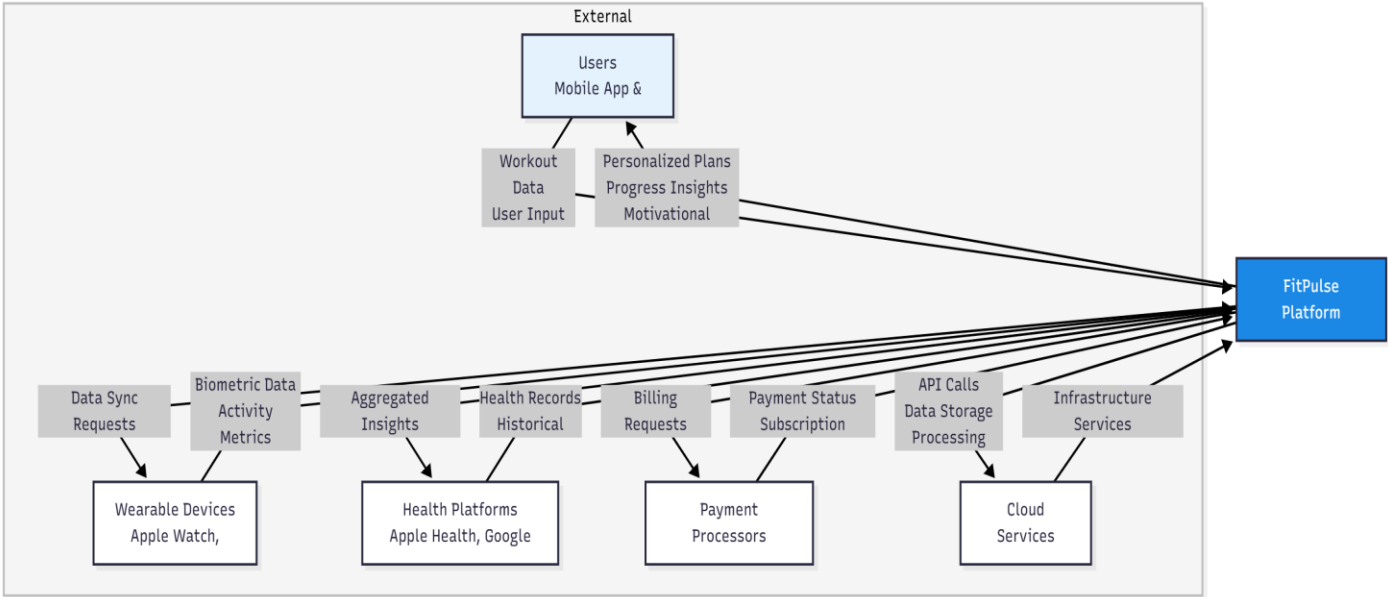 External
Users
Mobile App &
Workout
Data
User Input
Personalized Plans
Progress Insights
Motivational
FitPulse
Platform
Data Sync
Requests
Biometric Data
Activity
Metrics
Aggregated
Insights
Health Records
Historical
Billing
Requests
Payment Status
Subscription
API Calls
Data Storage
Processing
Infrastructure
Services
Wearable Devices
Apple Watch,
Health Platforms
Apple Health, Google
Payment
Processors
Cloud
Services